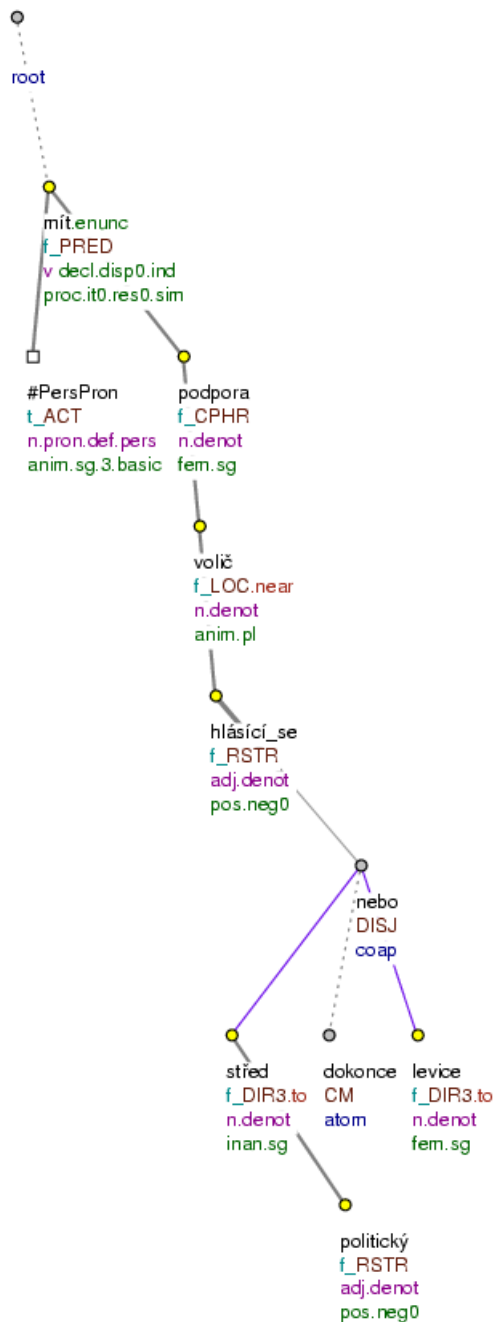 root
mít.enunc
f_PRED
v decl.disp0.ind
proc.it0.res0.sim
#PersPron
t_ACT
n.pron.def.pers
anim.sg.3.basic
podpora
f_CPHR
n.denot
fem.sg
volič
f_LOC.near
n.denot
anim.pl
hlásící_se
f_RSTR
adj.denot
pos.neg0
nebo
DISJ
coap
střed
f_DIR3.to
n.denot
inan.sg
dokonce
CM
atom
levice
f_DIR3.to
n.denot
fem.sg
politický
f_RSTR
adj.denot
pos.neg0